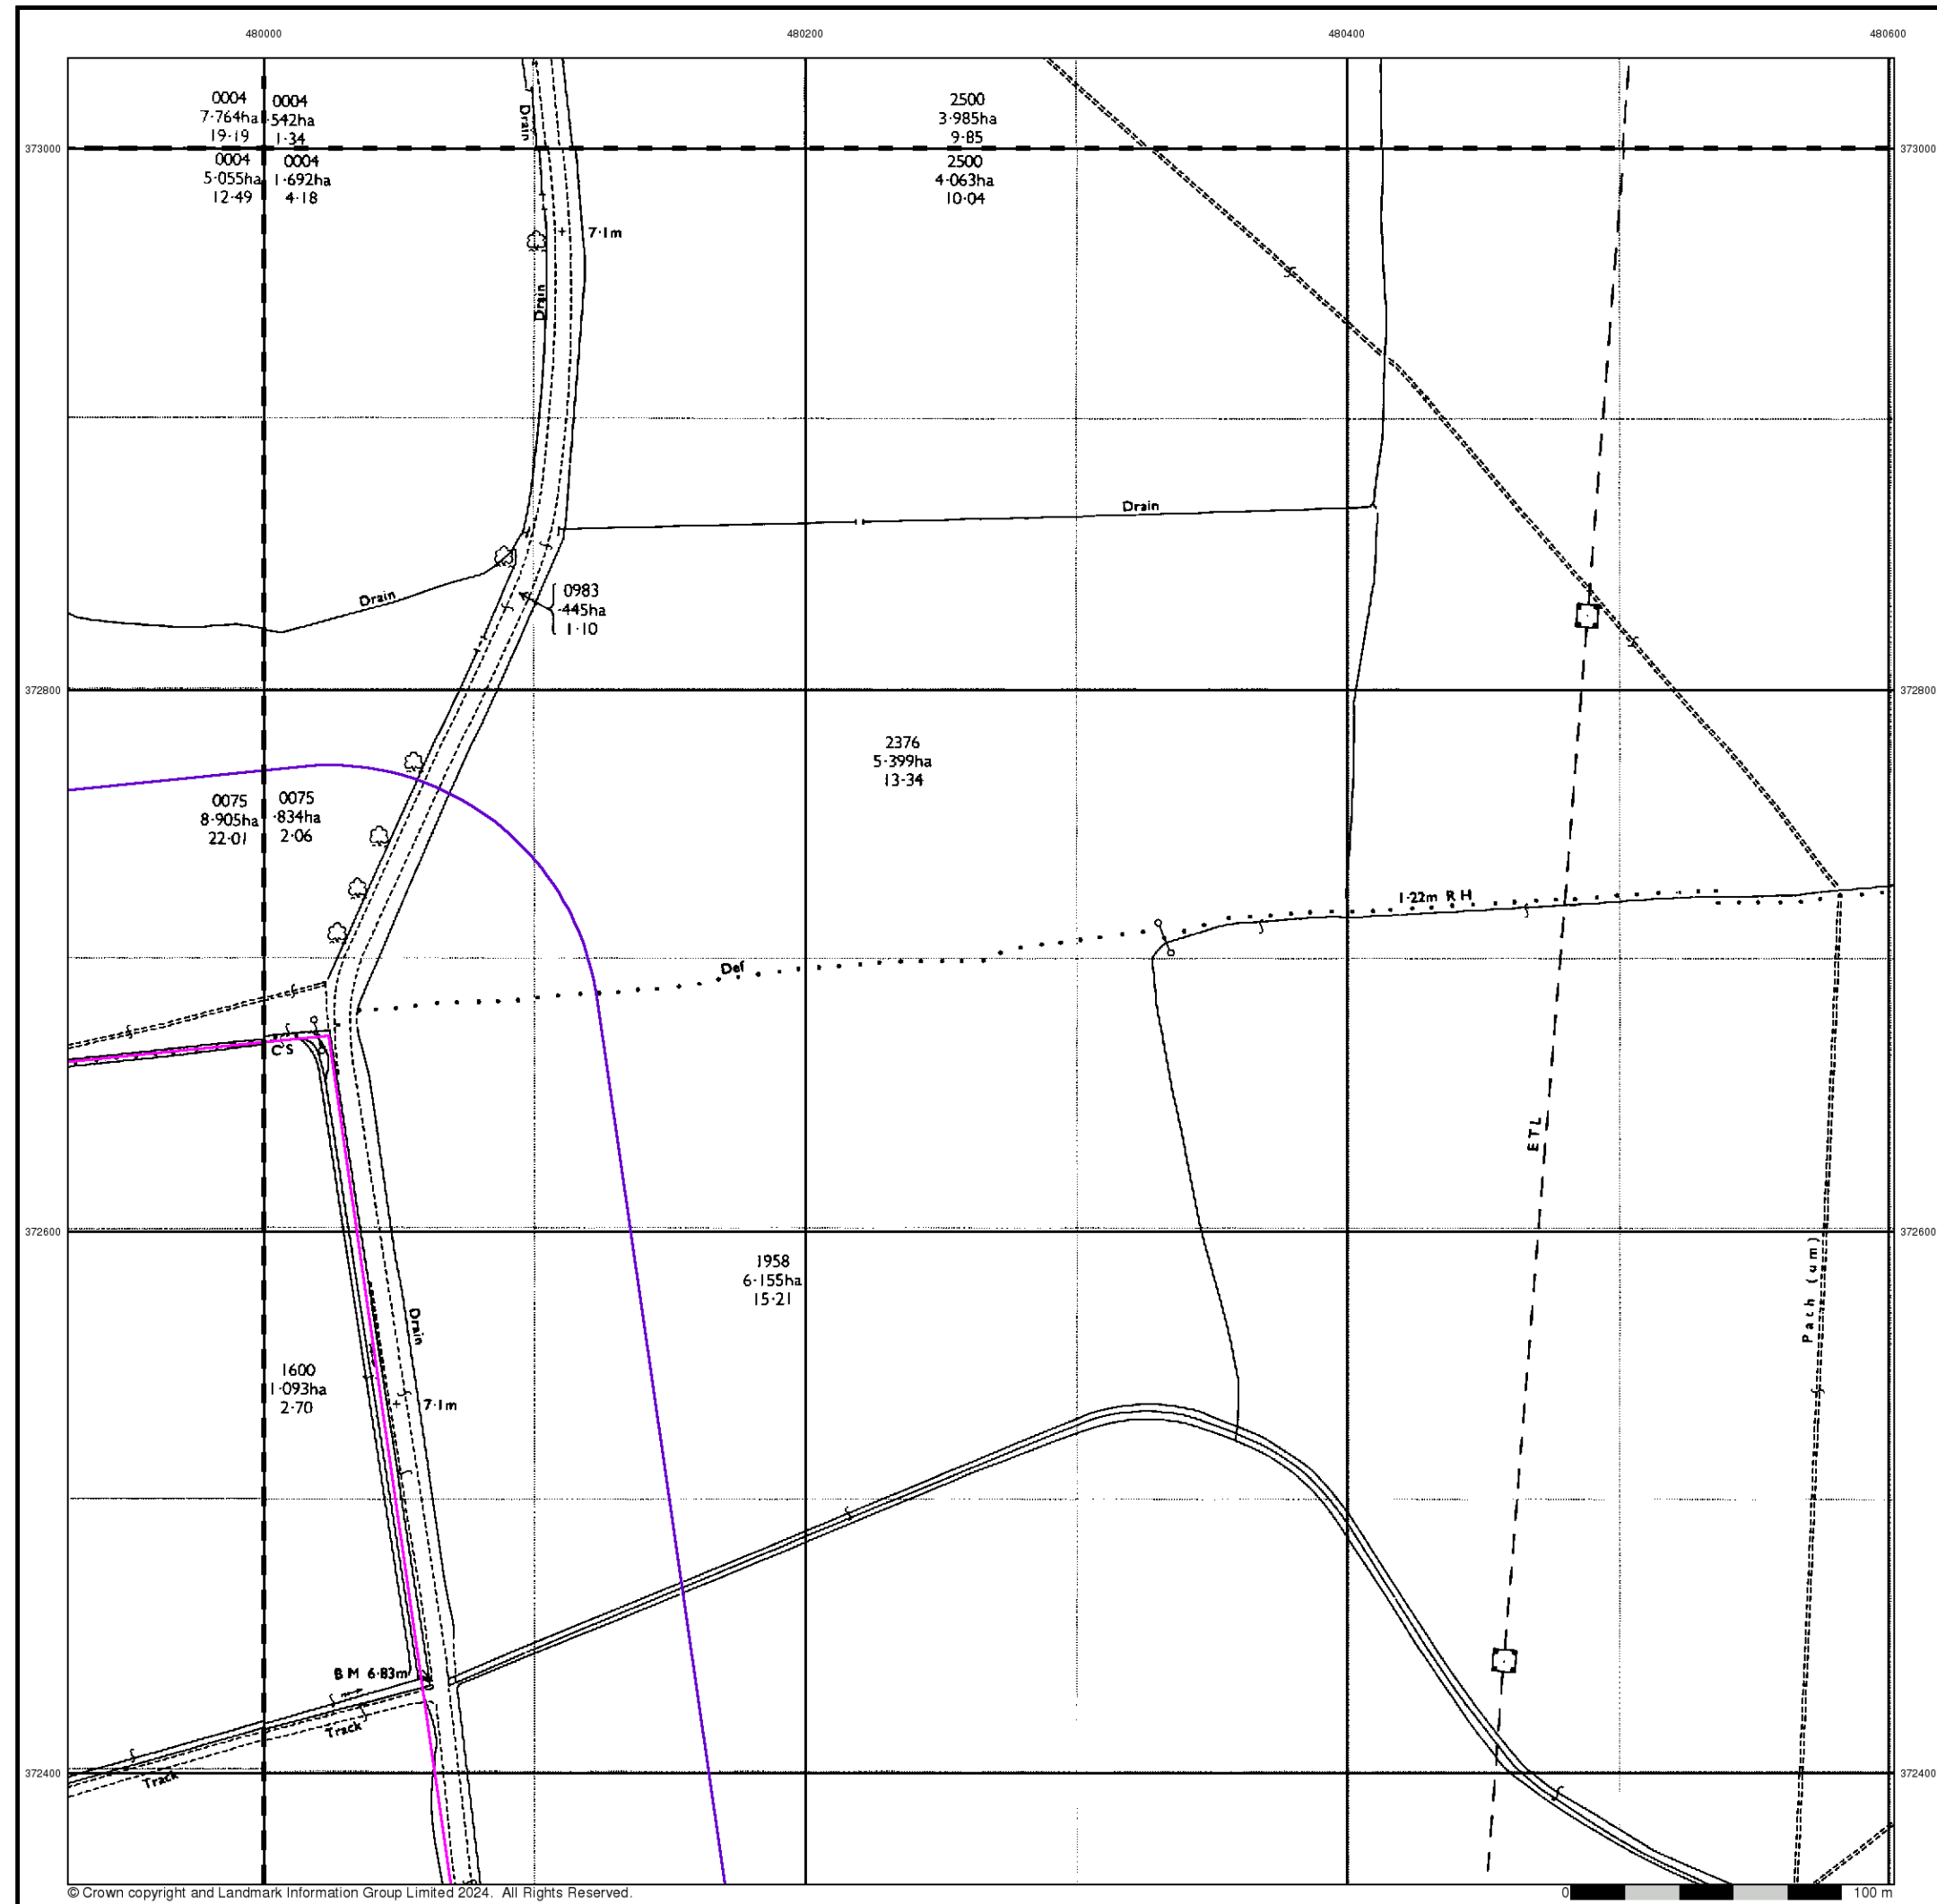 480000
480200
480400
480600
0004
7·764ha
19·19
0004
·542ha
1·34
Drain
2500
3·985ha
9·85
373000
373000
0004
5·055ha
12·49
0004
1·692ha
4·18
2500
4·063ha
10·04
7·1m
Drain
Drain
Drain
0983
·445ha
1·10
372800
372800
2376
5·399ha
13·34
0075
8·905ha
22·01
0075
·834ha
2·06
1·22m R H
Def
C S
ETL
372600
372600
Path (um)
1958
6·155ha
15·21
Drain
1600
1·093ha
2·70
7·1m
B M 6·83m
Track
Track
372400
372400
© Crown copyright and Landmark Information Group Limited 2024. All Rights Reserved.
0
100 m